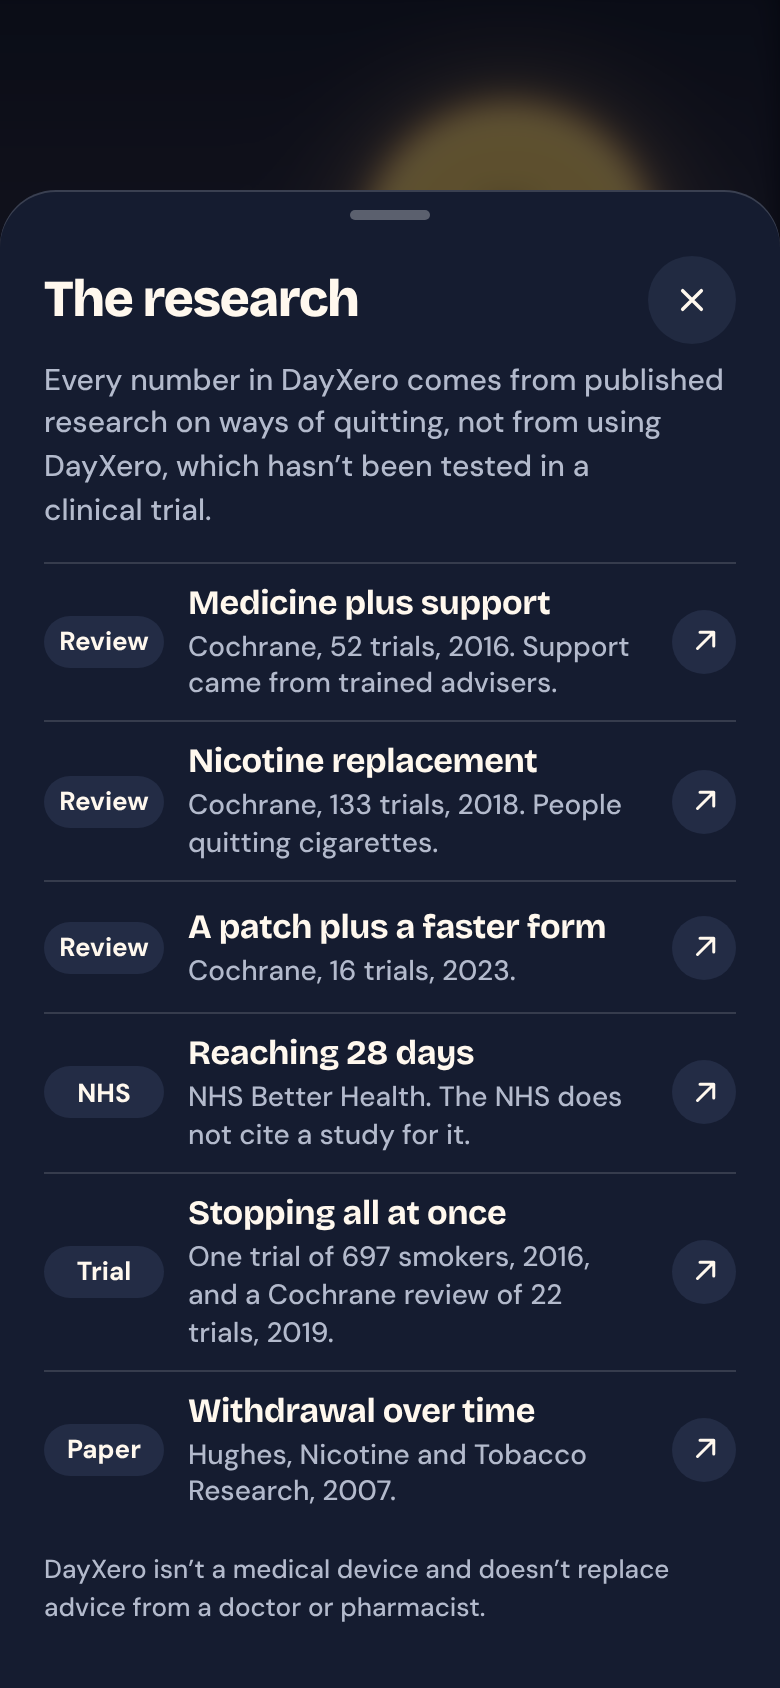 The research
Every number in DayXero comes from published
research on ways of quitting, not from using
DayXero, which hasn’t been tested in a
clinical trial.
Review
Medicine plus support
Cochrane, 52 trials, 2016. Support
came from trained advisers.
Review
Nicotine replacement
Cochrane, 133 trials, 2018. People
quitting cigarettes.
Review
A patch plus a faster form
Cochrane, 16 trials, 2023.
NHS
Reaching 28 days
NHS Better Health. The NHS does
not cite a study for it.
Trial
Stopping all at once
One trial of 697 smokers, 2016,
and a Cochrane review of 22
trials, 2019.
Paper
Withdrawal over time
Hughes, Nicotine and Tobacco
Research, 2007.
DayXero isn’t a medical device and doesn’t replace
advice from a doctor or pharmacist.